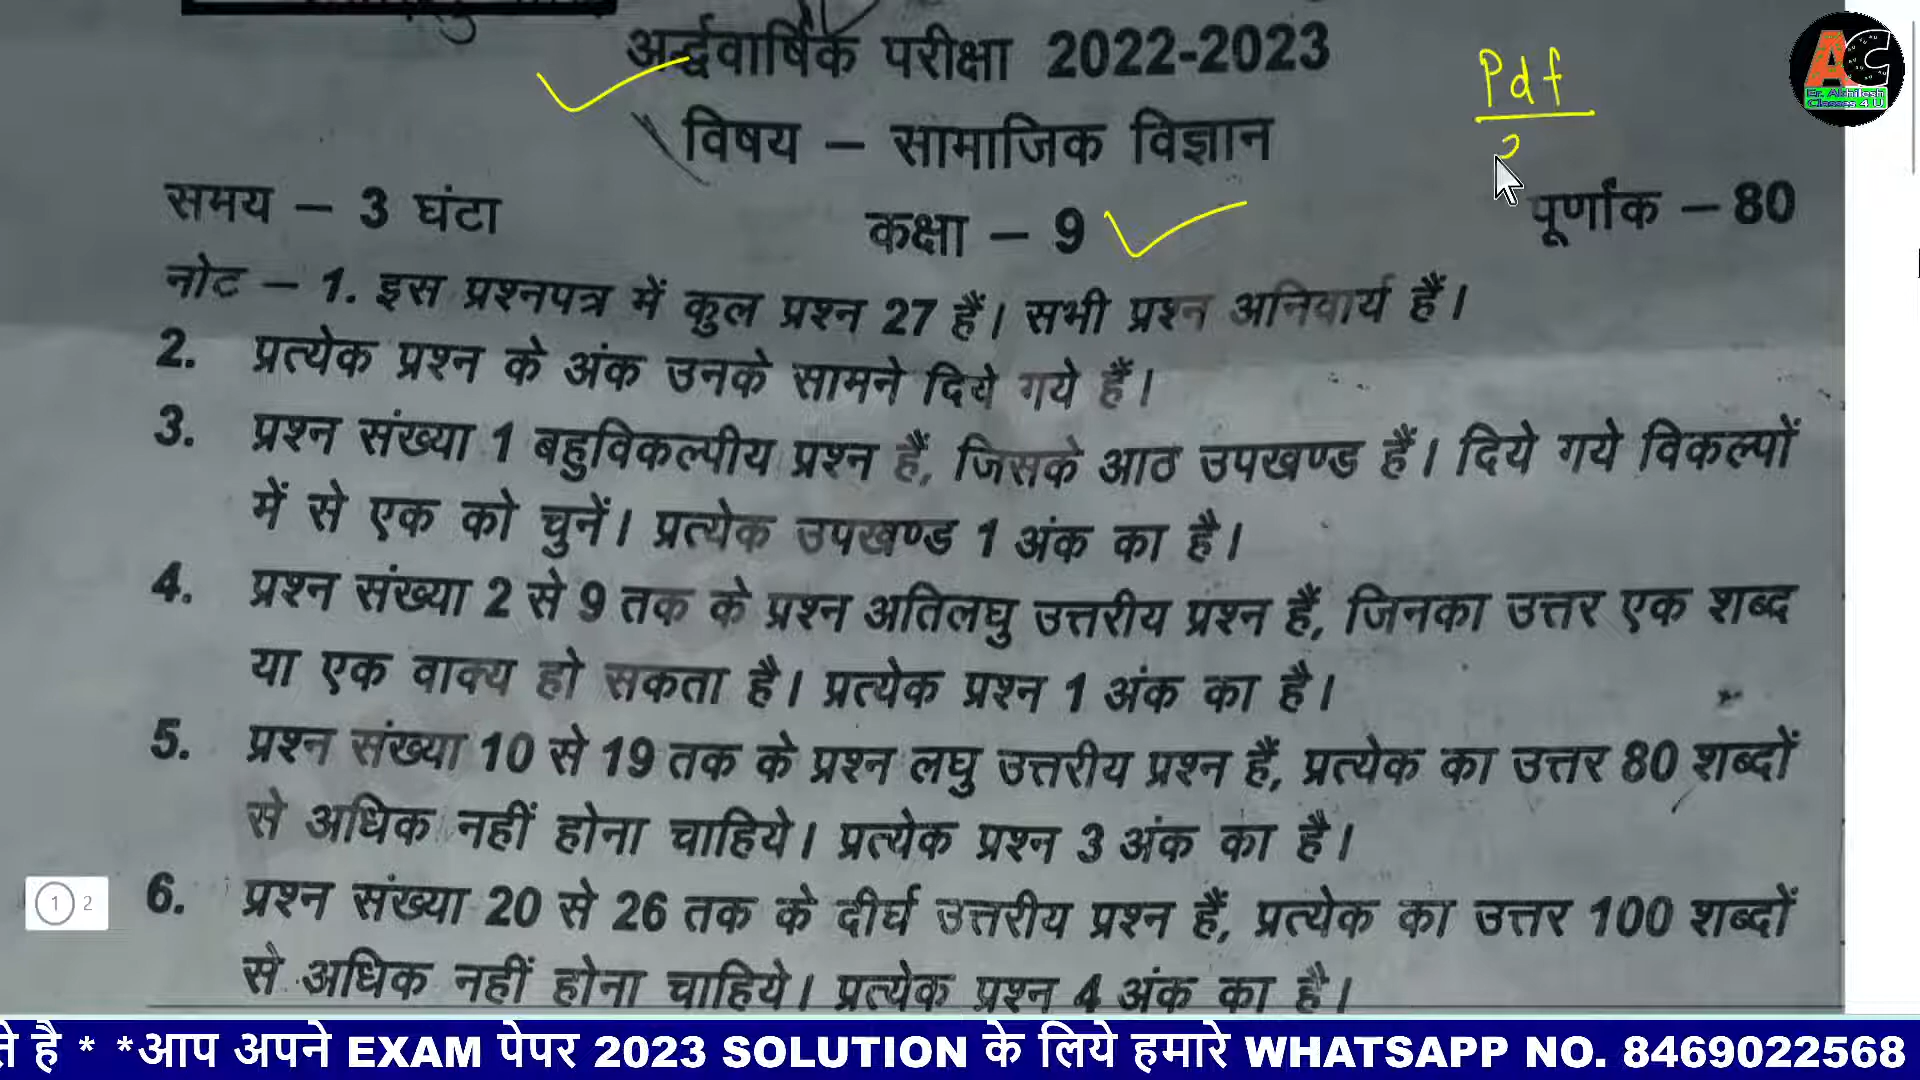 अर्द्धवार्षिक परीक्षा 2022-2023
Pdf
AC
Er. Akhilesh
Classes 4 U
विषय – सामाजिक विज्ञान
समय – 3 घंटा
कक्षा – 9
पूर्णाक – 80
नोट – 1. इस प्रश्नपत्र में कुल प्रश्न 27 हैं। सभी प्रश्न अनिवार्य हैं।
2. प्रत्येक प्रश्न के अंक उनके सामने दिये गये हैं।
3. प्रश्न संख्या 1 बहुविकल्पीय प्रश्न हैं, जिसके आठ उपखण्ड हैं। दिये गये विकल्पों
में से एक को चुनें। प्रत्येक उपखण्ड 1 अंक का है।
4. प्रश्न संख्या 2 से 9 तक के प्रश्न अतिलघु उत्तरीय प्रश्न हैं, जिनका उत्तर एक शब्द
या एक वाक्य हो सकता है। प्रत्येक प्रश्न 1 अंक का है।
5. प्रश्न संख्या 10 से 19 तक के प्रश्न लघु उत्तरीय प्रश्न हैं, प्रत्येक का उत्तर 80 शब्दों
से अधिक नहीं होना चाहिये। प्रत्येक प्रश्न 3 अंक का है।
1 2
6. प्रश्न संख्या 20 से 26 तक के दीर्घ उत्तरीय प्रश्न हैं, प्रत्येक का उत्तर 100 शब्दों
से अधिक नहीं होना चाहिये। प्रत्येक प्रश्न 4 अंक का है।
ते है * *आप अपने EXAM पेपर 2023 SOLUTION के लिये हमारे WHATSAPP NO. 8469022568